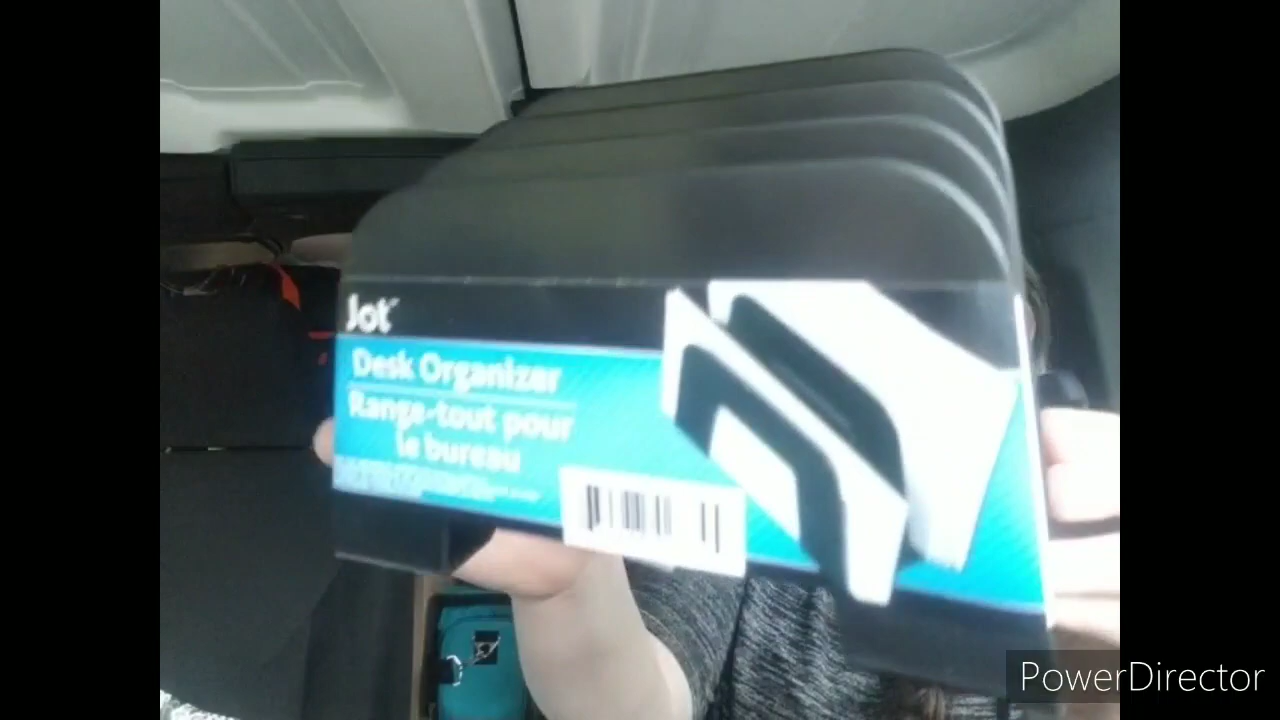 Jot
Desk Organizer
Range-tout pour
le bureau
PowerDirector